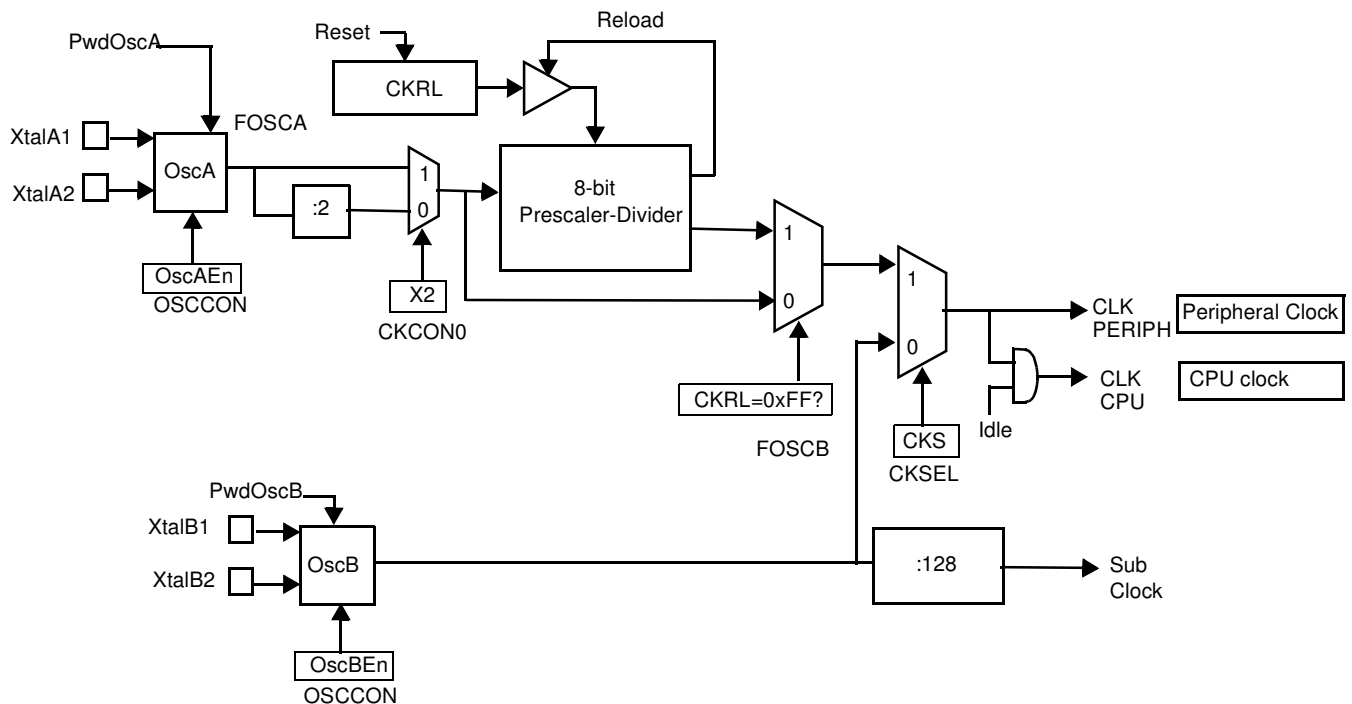 Reload
Reset
PwdOscA
CKRL
FOSCA
XtalA1
OscA
XtalA2
:2
1
0
8-bit
Prescaler-Divider
OscAEn
OSCCON
X2
CKCON0
1
0
1
0
CLK
PERIPH
Peripheral Clock
CLK
CPU
CPU clock
Idle
CKRL=0xFF?
FOSCB
CKS
CKSEL
PwdOscB
XtalB1
OscB
XtalB2
:128
Sub
Clock
OscBEn
OSCCON